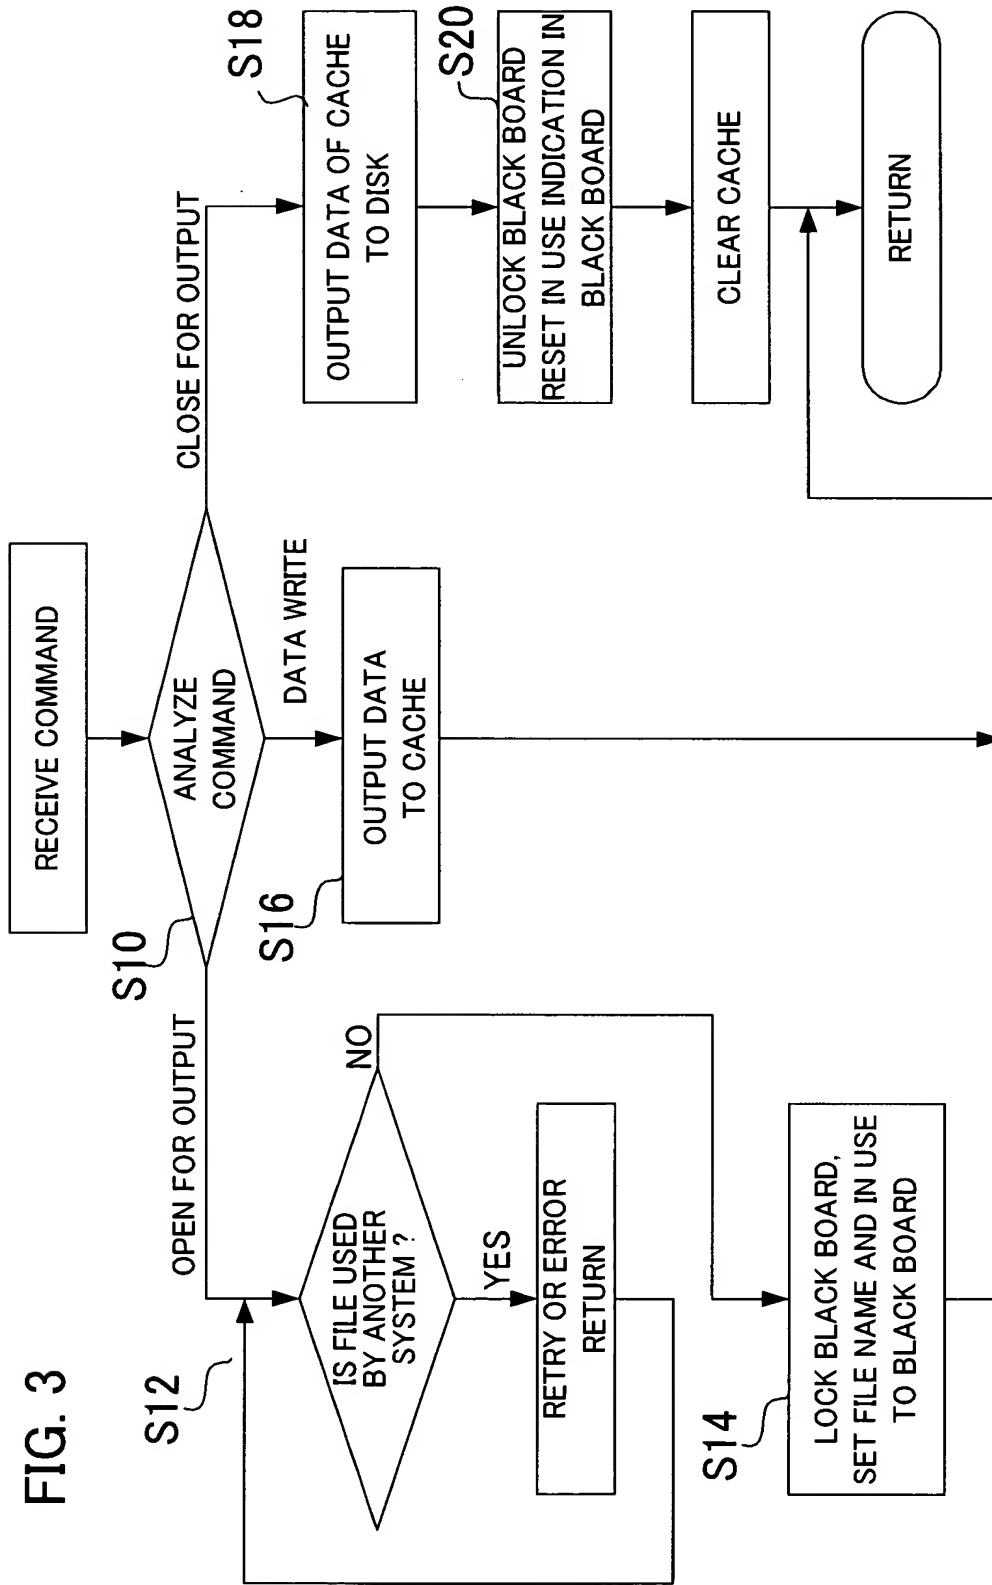 FIG. 3
RECEIVE COMMAND
S10
ANALYZE
COMMAND
OPEN FOR OUTPUT
DATA WRITE
CLOSE FOR OUTPUT
S12
IS FILE USED
BY ANOTHER
SYSTEM ?
NO
YES
RETRY OR ERROR
RETURN
S14
LOCK BLACK BOARD,
SET FILE NAME AND IN USE
TO BLACK BOARD
S16
OUTPUT DATA
TO CACHE
S18
OUTPUT DATA OF CACHE
TO DISK
S20
UNLOCK BLACK BOARD
RESET IN USE INDICATION IN
BLACK BOARD
CLEAR CACHE
RETURN